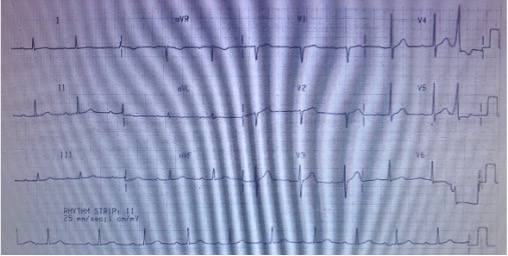 I aVR V1 V4
II aVL V2 V5
III aVF V3 V6
RHYTHM STRIP: II
25 mm/sec;1 cm/mV